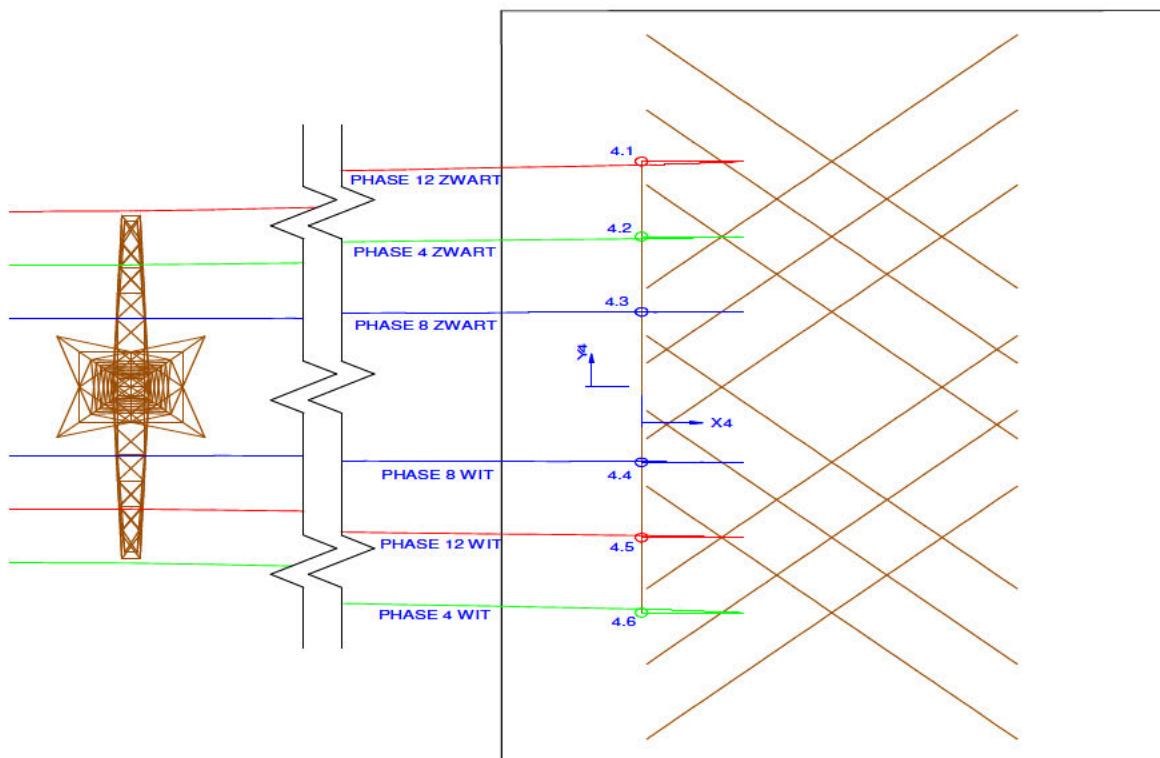 4.1
PHASE 12 ZWART
4.2
PHASE 4 ZWART
4.3
PHASE 8 ZWART
Y4
X4
PHASE 8 WIT
4.4
PHASE 12 WIT
4.5
PHASE 4 WIT
4.6